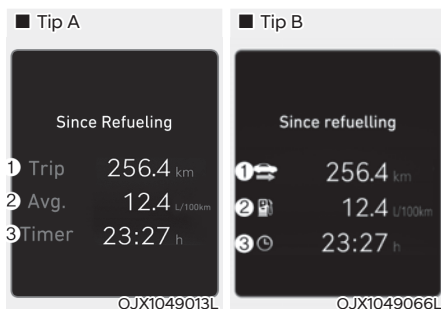 ■ Tip A
Since Refueling
1 Trip 256.4 km
2 Avg. 12.4 L/100km
3 Timer 23:27 h
OJX1049013L
■ Tip B
Since refuelling
1 256.4 km
2 12.4 L/100km
3 23:27 h
OJX1049066L